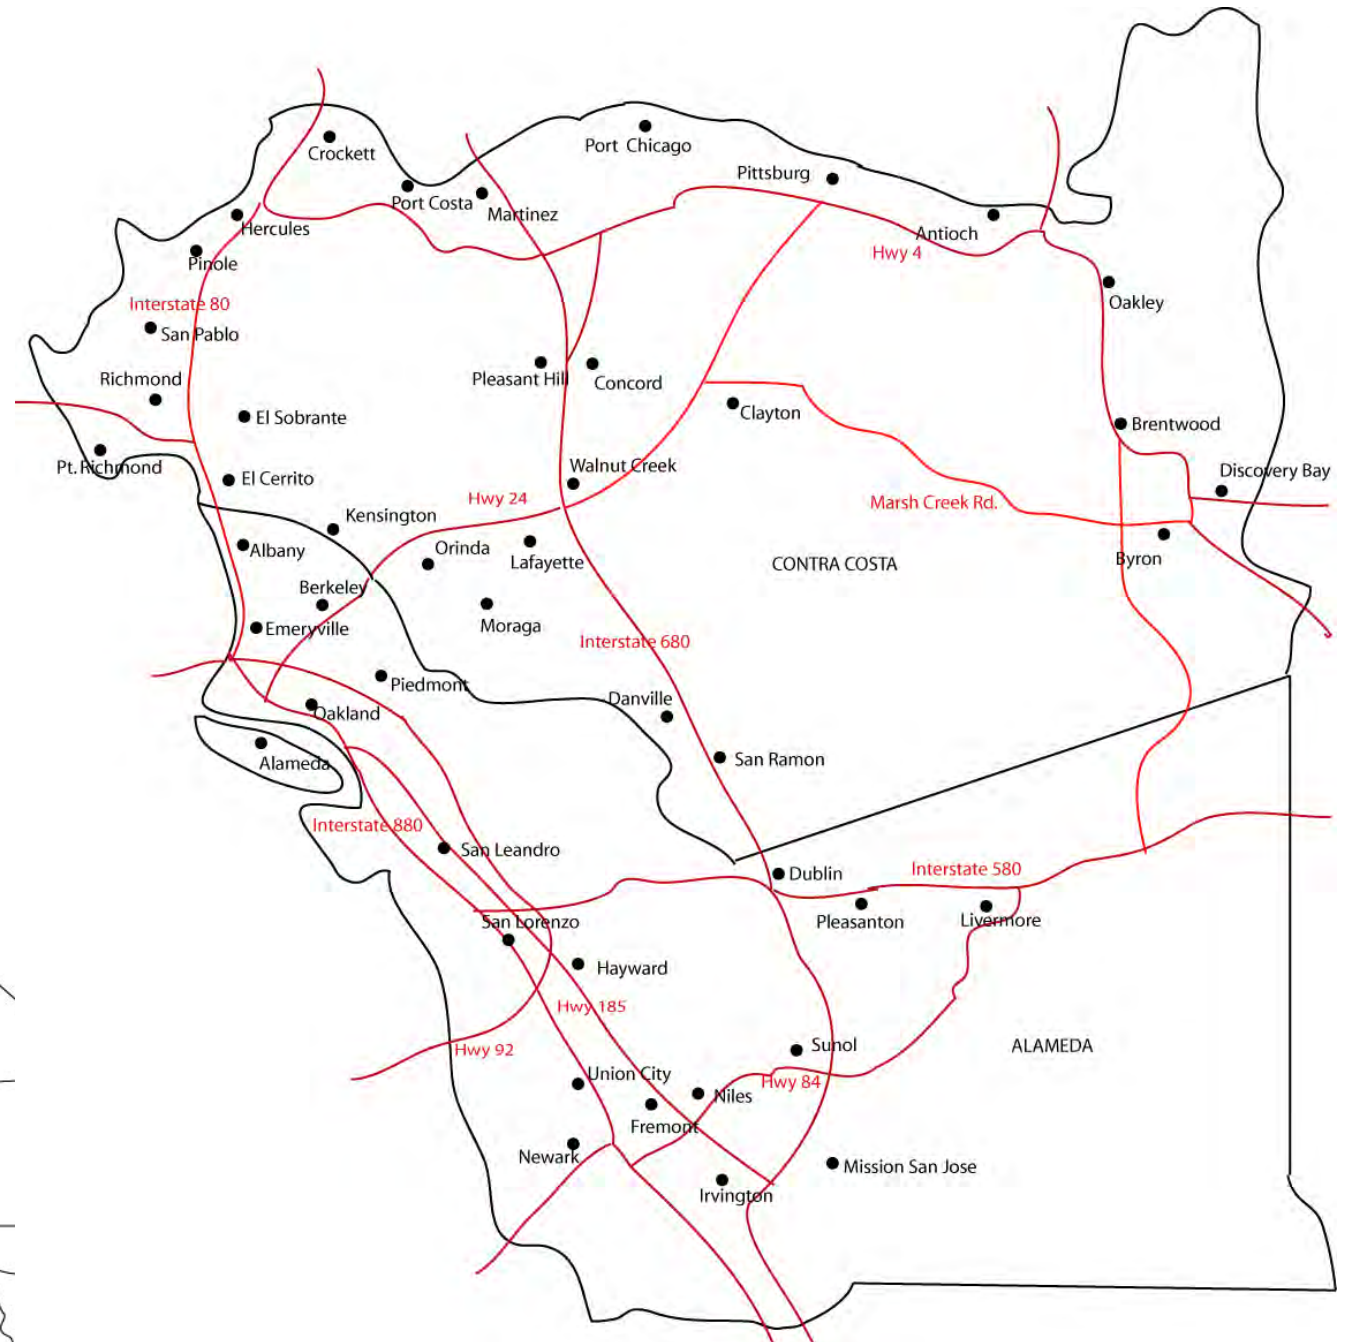 Crockett
Port Chicago
Pittsburg
Port Costa
Martinez
Hercules
Antioch
Hwy 4
Pinole
Interstate 80
Oakley
San Pablo
Richmond
Pleasant Hill
Concord
Clayton
El Sobrante
Brentwood
Pt. Richmond
Walnut Creek
Discovery Bay
El Cerrito
Hwy 24
Marsh Creek Rd.
Kensington
Albany
Orinda
Lafayette
CONTRA COSTA
Byron
Berkeley
Emeryville
Moraga
Interstate 680
Piedmont
Danville
Oakland
Alameda
San Ramon
Interstate 880
San Leandro
Dublin
Interstate 580
San Lorenzo
Pleasanton
Livermore
Hayward
Hwy 185
Hwy 92
Sunol
ALAMEDA
Union City
Hwy 84
Niles
Fremont
Newark
Mission San Jose
Irvington